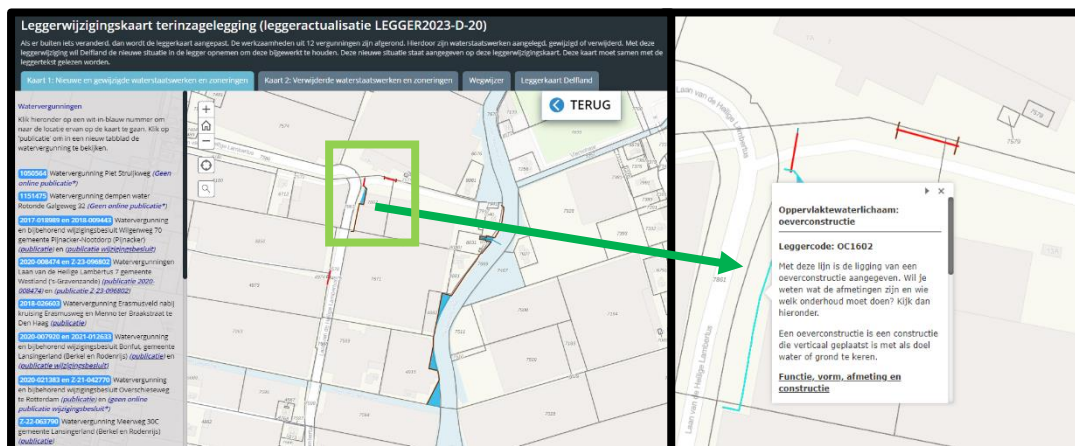 Leggerwijzigingskaart terinzagelegging (leggeractualisatie LEGGER2023-D-20)
Als er buiten iets veranderd, dan wordt de leggerkaart aangepast. De werkzaamheden uit 12 vergunningen zijn afgerond. Hierdoor zijn waterstaatswerken aangelegd, gewijzigd of verwijderd. Met deze
leggerwijziging wil Delfland de nieuwe situatie in de legger opnemen om deze bijgewerkt te houden. Deze nieuwe situatie staat aangegeven op deze leggerwijzigingskaart. Deze kaart moet samen met de
leggertekst gelezen worden.
Kaart 1: Nieuwe en gewijzigde waterstaatswerken en zoneringen
Kaart 2: Verwijderde waterstaatswerken en zoneringen
Wegwijzer
Leggerkaart Delfland
Watervergunningen
Klik hieronder op een wit-in-blauw nummer om
naar de locatie ervan op de kaart te gaan. Klik op
'publicatie' om in een nieuw tabblad de
watervergunning te bekijken.
1050564 Watervergunning Piet Struijkweg (Geen
online publicatie*)
1151475 Watervergunning dempen water
Rotonde Galgeweg 32 (Geen online publicatie*)
2017-018989 en 2018-009443 Watervergunning
en bijbehorend wijzigingsbesluit Wilgenweg 70
gemeente Pijnacker-Nootdorp (Pijnacker)
(publicatie) en (publicatie wijzigingsbesluit)
2020-008474 en Z-23-096802 Watervergunningen
Laan van de Heilige Lambertus 7 gemeente
Westland ('s-Gravenzande) (publicatie 2020-
008474) en (publicatie Z-23-096802)
2018-026603 Watervergunning Erasmusveld nabij
kruising Erasmusweg en Menno ter Braakstraat te
Den Haag (publicatie)
2020-007920 en 2021-012633 Watervergunning
en bijbehorend wijzigingsbesluit Bonfut, gemeente
Lansingerland (Berkel en Rodenrijs) (publicatie) en
(publicatie wijzigingsbesluit)
2020-021383 en Z-21-042770 Watervergunning
en bijbehorend wijzigingsbesluit Overschieseweg
te Rotterdam (publicatie) en (geen online
publicatie wijzigingsbesluit*)
Z-22-063790 Watervergunning Meerweg 30C
gemeente Lansingerland (Berkel en Rodenrijs)
(publicatie)
TERUG
Laan van de Heilige Lambertus
7579
7579
7861
Laan van de Heilige Lambertus
Oppervlaktewaterlichaam:
oeverconstructie
Leggercode: OC1602
Met deze lijn is de ligging van een
oeverconstructie aangegeven. Wil je
weten wat de afmetingen zijn en wie
welk onderhoud moet doen? Kijk dan
hieronder.
Een oeverconstructie is een constructie
die verticaal geplaatst is met als doel
water of grond te keren.
Functie, vorm, afmeting en
constructie